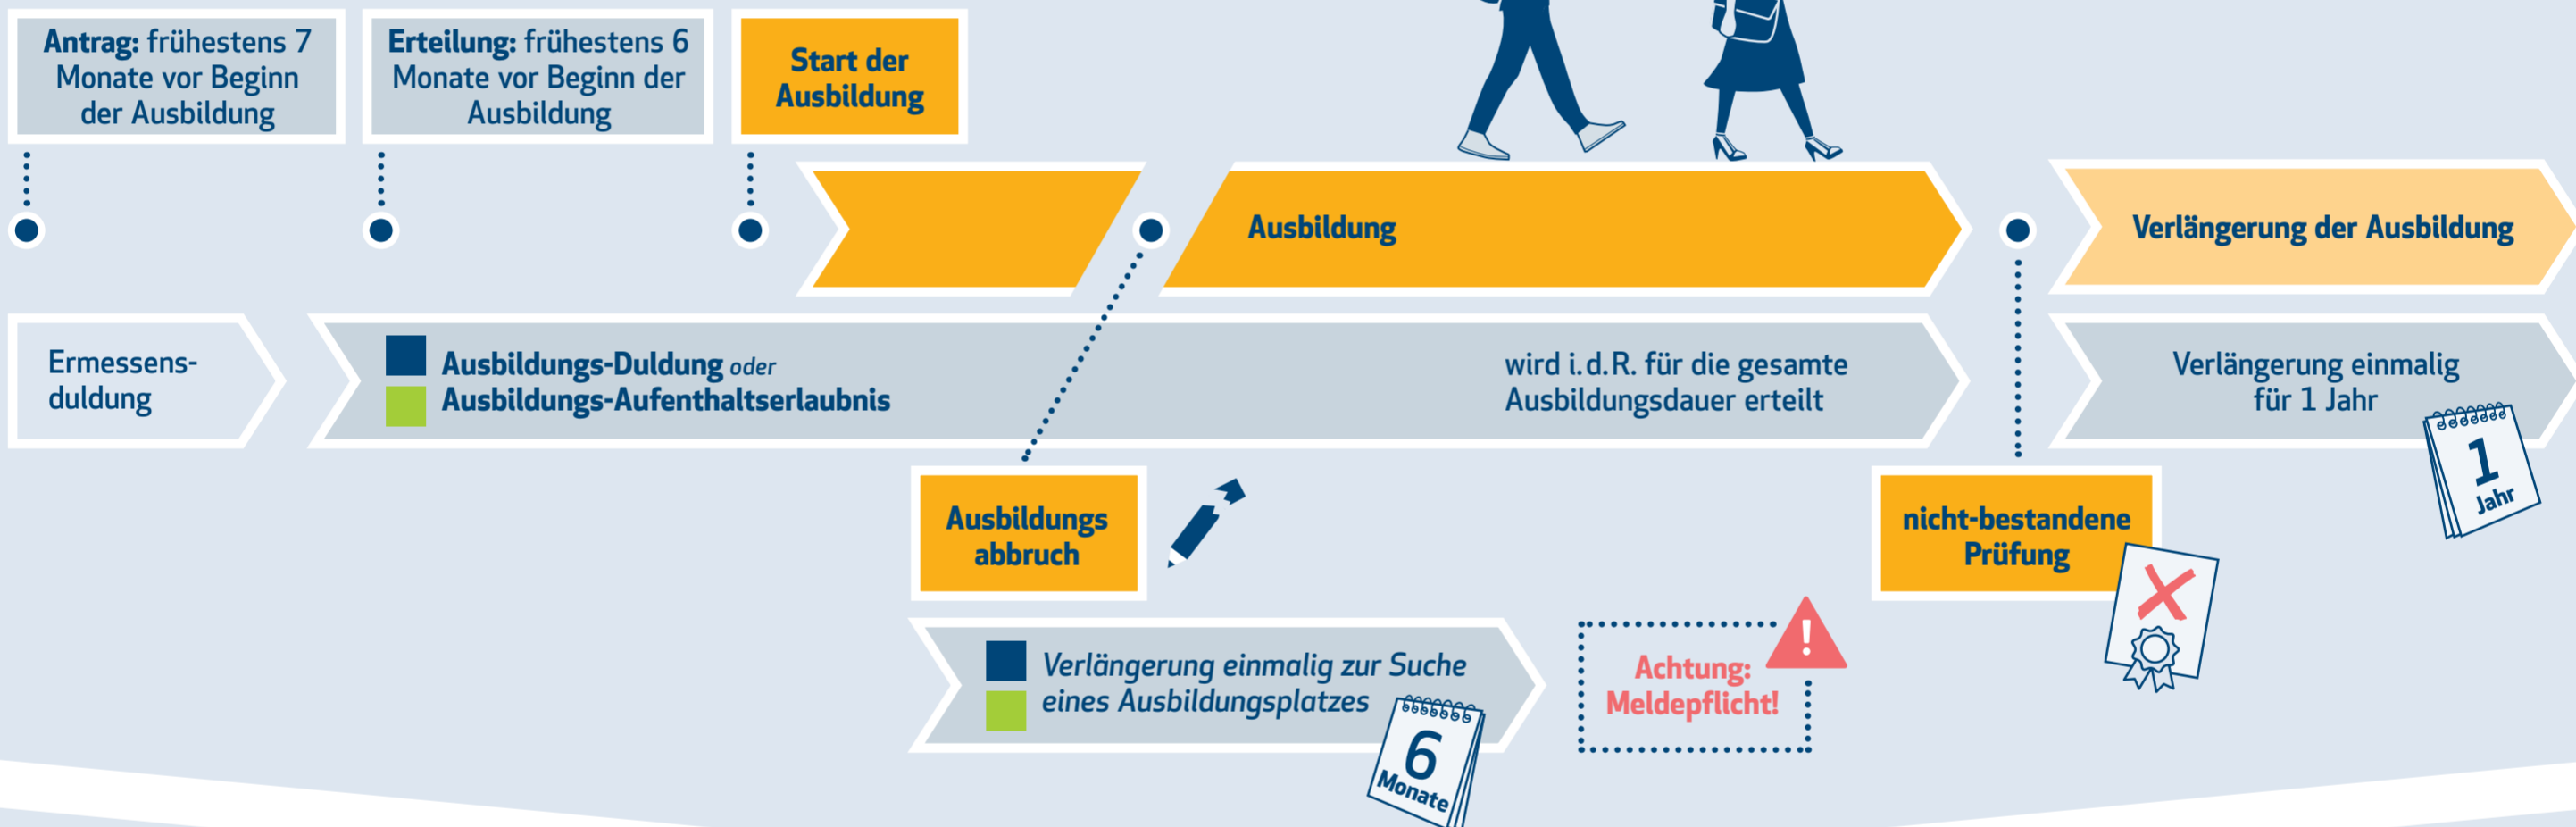 Antrag: frühestens 7
Monate vor Beginn
der Ausbildung
Erteilung: frühestens 6
Monate vor Beginn der
Ausbildung
Start der
Ausbildung
Ausbildung
Verlängerung der Ausbildung
Ermessens-
duldung
Ausbildungs-Duldung oder
Ausbildungs-Aufenthaltserlaubnis
wird i.d.R. für die gesamte
Ausbildungsdauer erteilt
Verlängerung einmalig
für 1 Jahr
1
Jahr
Ausbildungs
abbruch
nicht-bestandene
Prüfung
Verlängerung einmalig zur Suche
eines Ausbildungsplatzes
6
Monate
!
Achtung:
Meldepflicht!